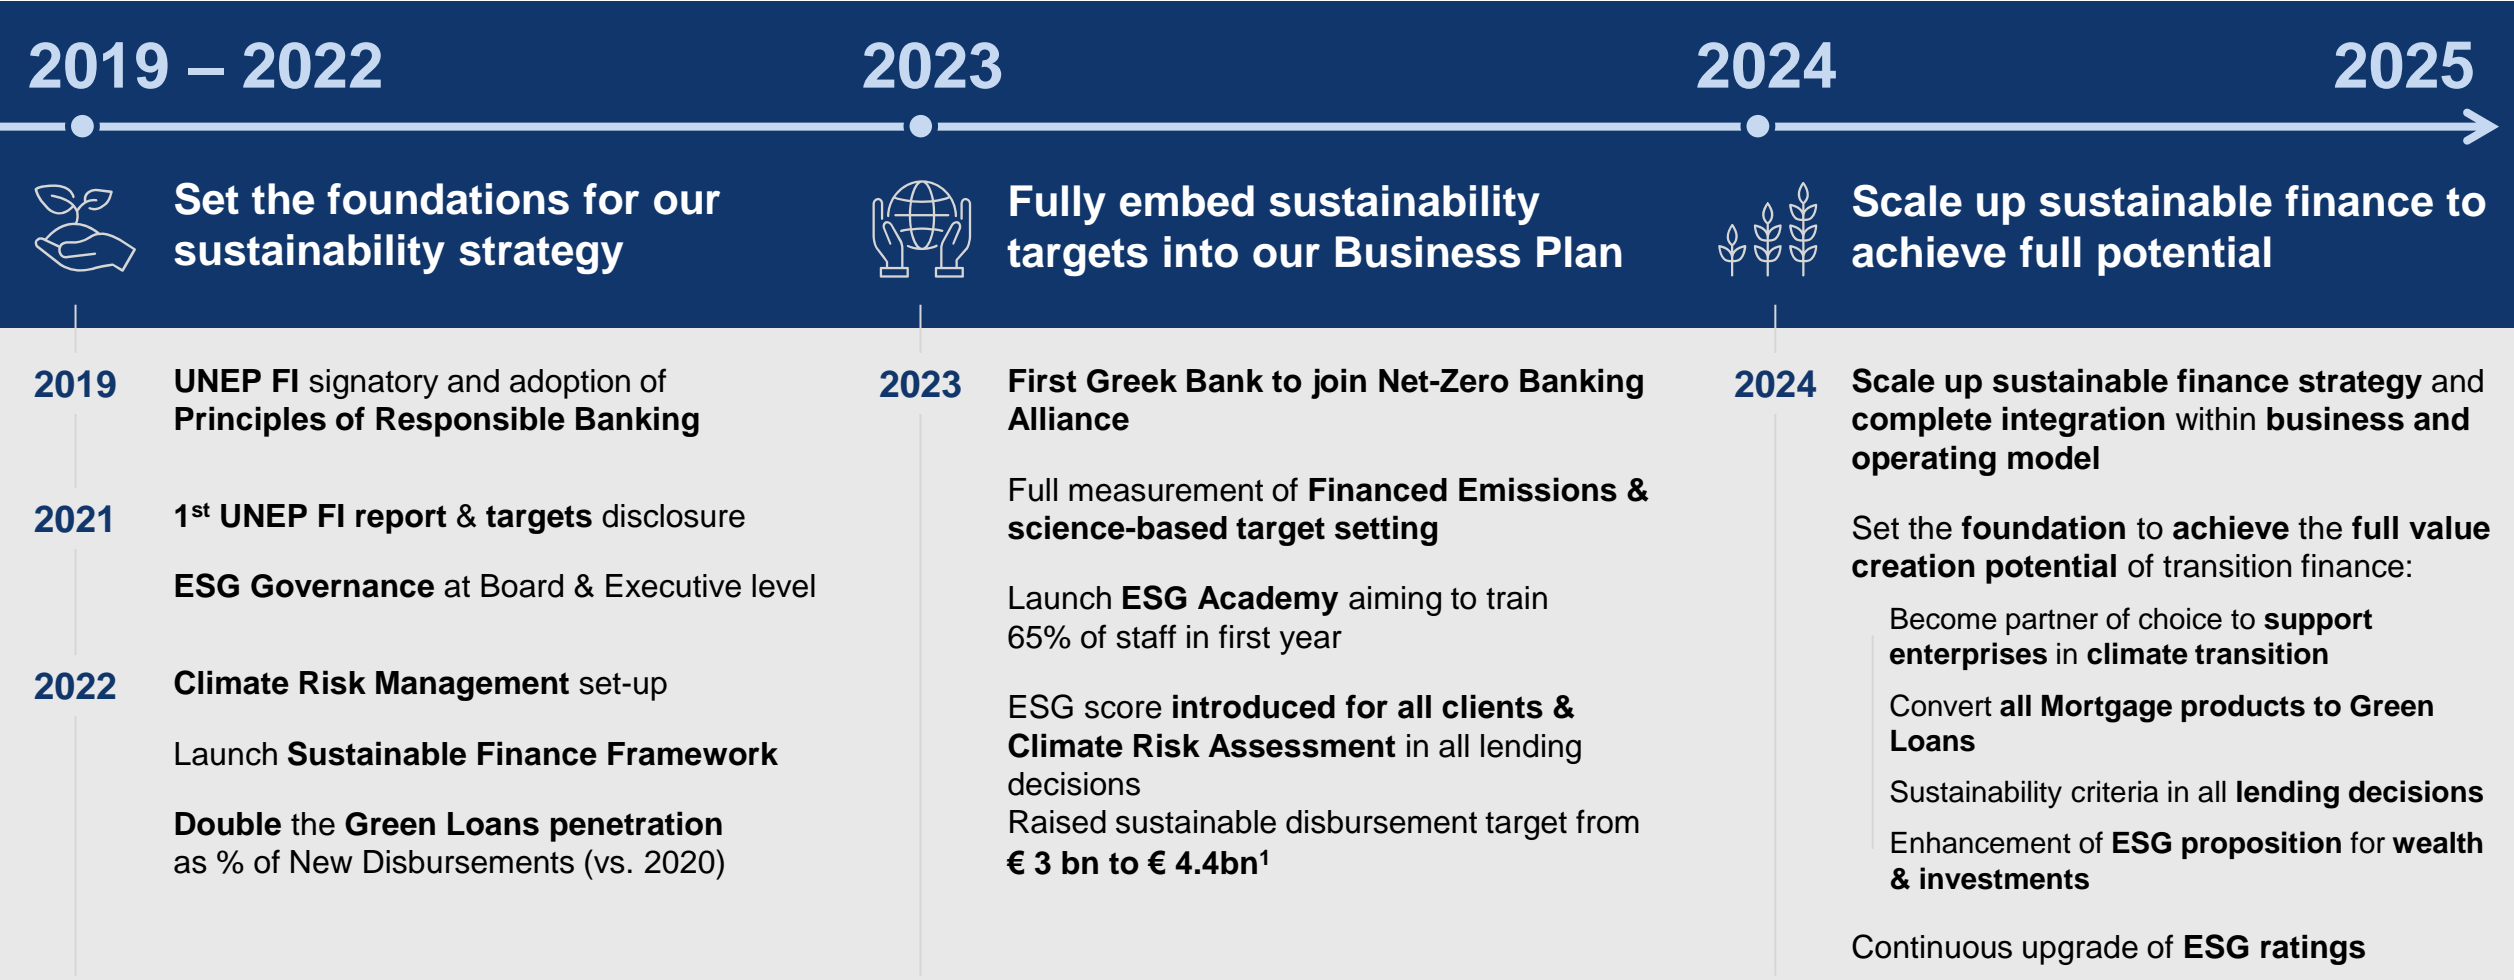 2019 – 2022
2023
2024
2025
Set the foundations for our
sustainability strategy
Fully embed sustainability
targets into our Business Plan
Scale up sustainable finance to
achieve full potential
2019
UNEP FI signatory and adoption of
Principles of Responsible Banking
2021
1st UNEP FI report & targets disclosure
ESG Governance at Board & Executive level
2022
Climate Risk Management set-up
Launch Sustainable Finance Framework
Double the Green Loans penetration
as % of New Disbursements (vs. 2020)
2023
First Greek Bank to join Net-Zero Banking
Alliance
Full measurement of Financed Emissions &
science-based target setting
Launch ESG Academy aiming to train
65% of staff in first year
ESG score introduced for all clients &
Climate Risk Assessment in all lending
decisions
Raised sustainable disbursement target from
€ 3 bn to € 4.4bn¹
2024
Scale up sustainable finance strategy and
complete integration within business and
operating model
Set the foundation to achieve the full value
creation potential of transition finance:
Become partner of choice to support
enterprises in climate transition
Convert all Mortgage products to Green
Loans
Sustainability criteria in all lending decisions
Enhancement of ESG proposition for wealth
& investments
Continuous upgrade of ESG ratings